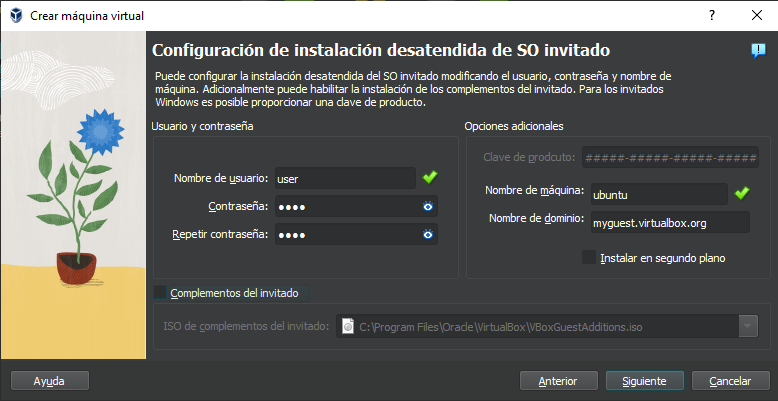 Crear máquina virtual
Configuración de instalación desatendida de SO invitado
Puede configurar la instalación desatendida del SO invitado modificando el usuario, contraseña y nombre de
máquina. Adicionalmente puede habilitar la instalación de los complementos del invitado. Para los invitados
Windows es posible proporcionar una clave de producto.
Usuario y contraseña
Nombre de usuario: user
Contraseña: ••••
Repetir contraseña: ••••
Opciones adicionales
Clave de prodcuto: #####-#####-#####-#####
Nombre de máquina: ubuntu
Nombre de dominio: myguest.virtualbox.org
Instalar en segundo plano
Complementos del invitado
ISO de complementos del invitado: C:\Program Files\Oracle\VirtualBox\VBoxGuestAdditions.iso
Ayuda
Anterior
Siguiente
Cancelar